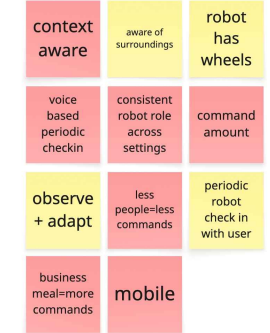 context
aware
aware of
surroundings
robot
has
wheels
voice
based
periodic
checkin
consistent
robot role
across
settings
command
amount
observe
+ adapt
less
people=less
commands
periodic
robot
check in
with user
business
meal=more
commands
mobile